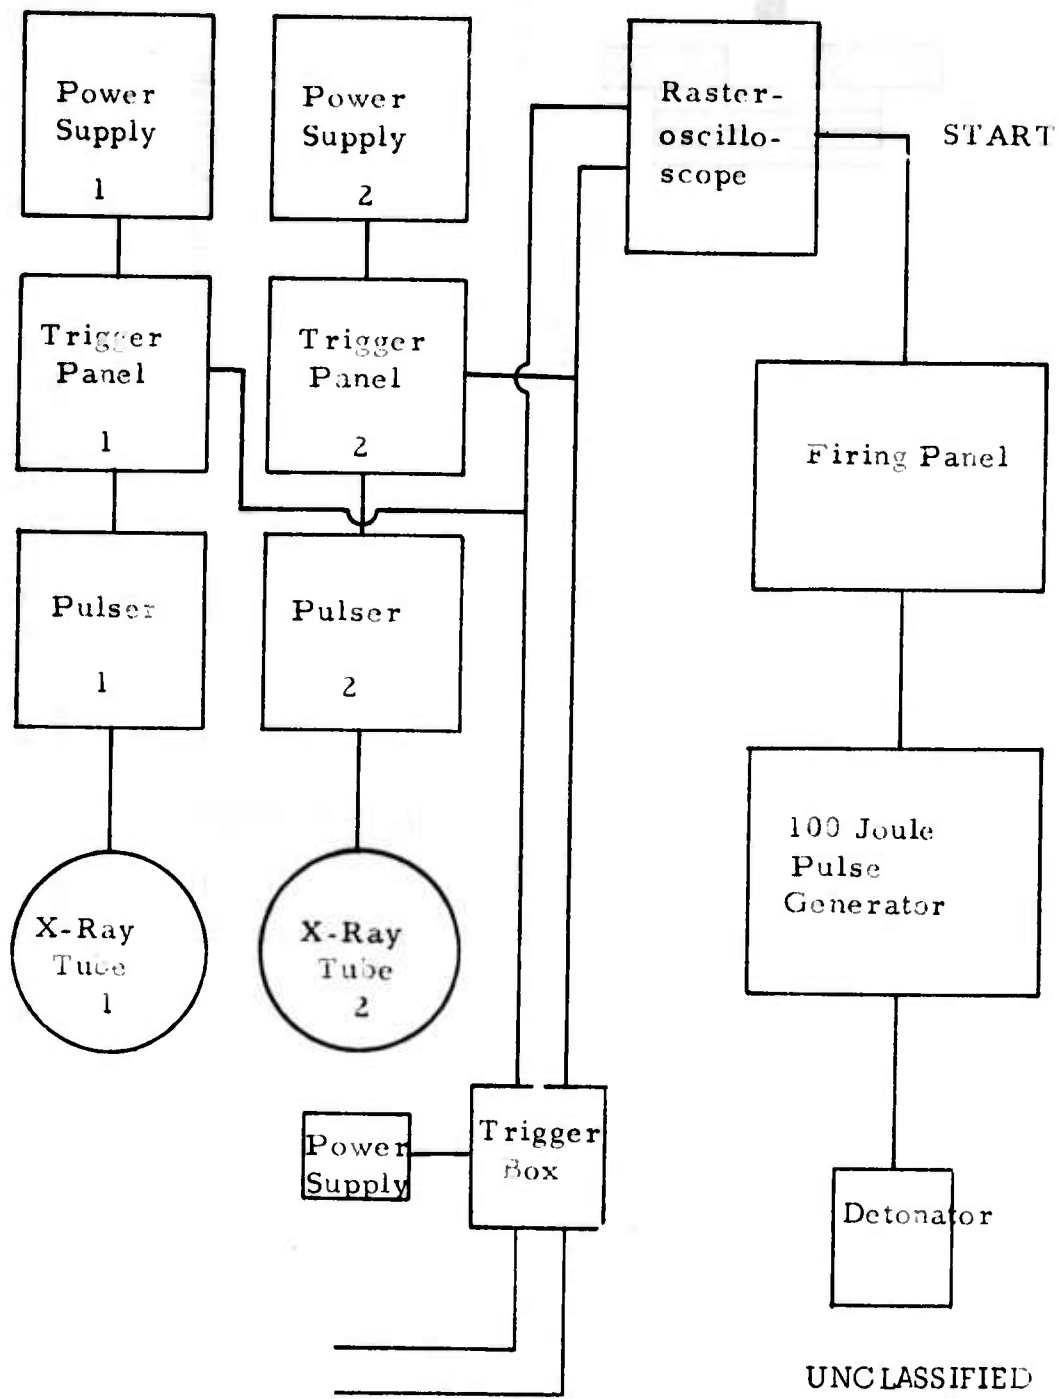 Power
Supply
1
Power
Supply
2
Raster-
oscillo-
scope
START
Trigger
Panel
1
Trigger
Panel
2
Firing Panel
Pulser
1
Pulser
2
100 Joule
Pulse
Generator
X-Ray
Tube
1
X-Ray
Tube
2
Power
Supply
Trigger
Box
Detonator
UNCLASSIFIED